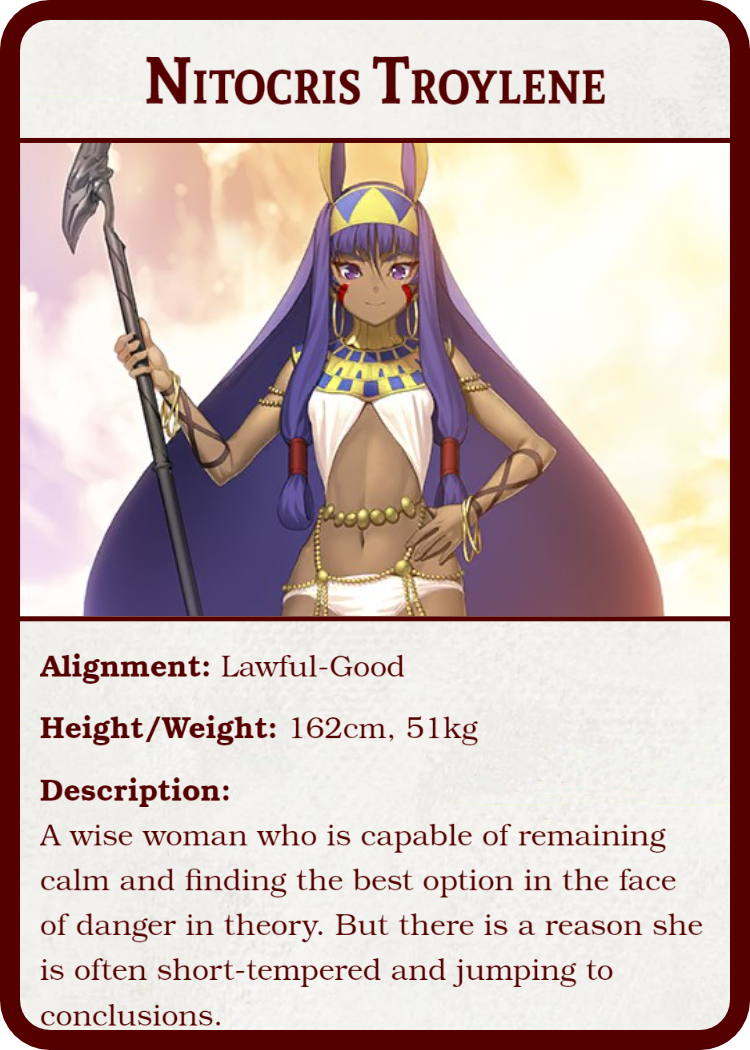 Nitocris Troylene
Alignment: Lawful-Good
Height/Weight: 162cm, 51kg
Description:
A wise woman who is capable of remaining
calm and finding the best option in the face
of danger in theory. But there is a reason she
is often short-tempered and jumping to
conclusions.